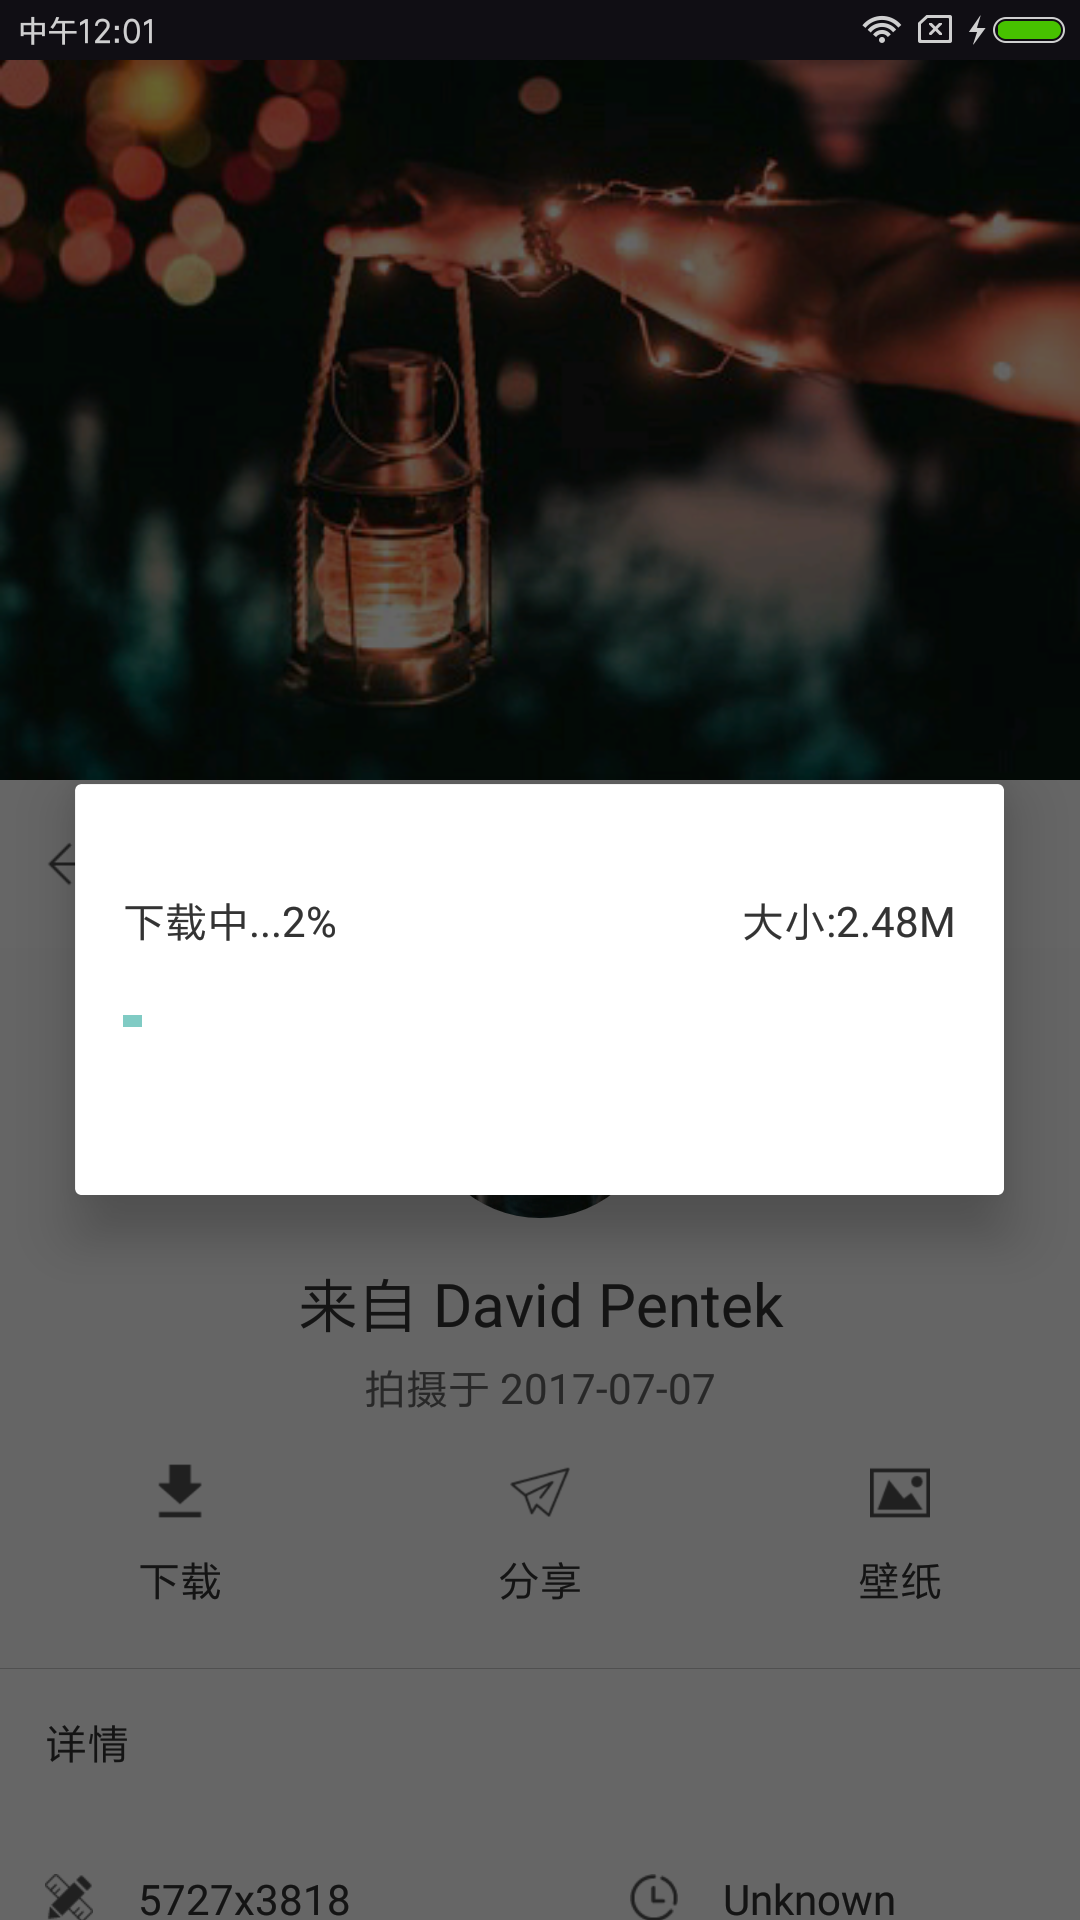 中午12:01
下载中...2%
大小:2.48M
来自 David Pentek
拍摄于 2017-07-07
下载
分享
壁纸
详情
5727x3818
Unknown